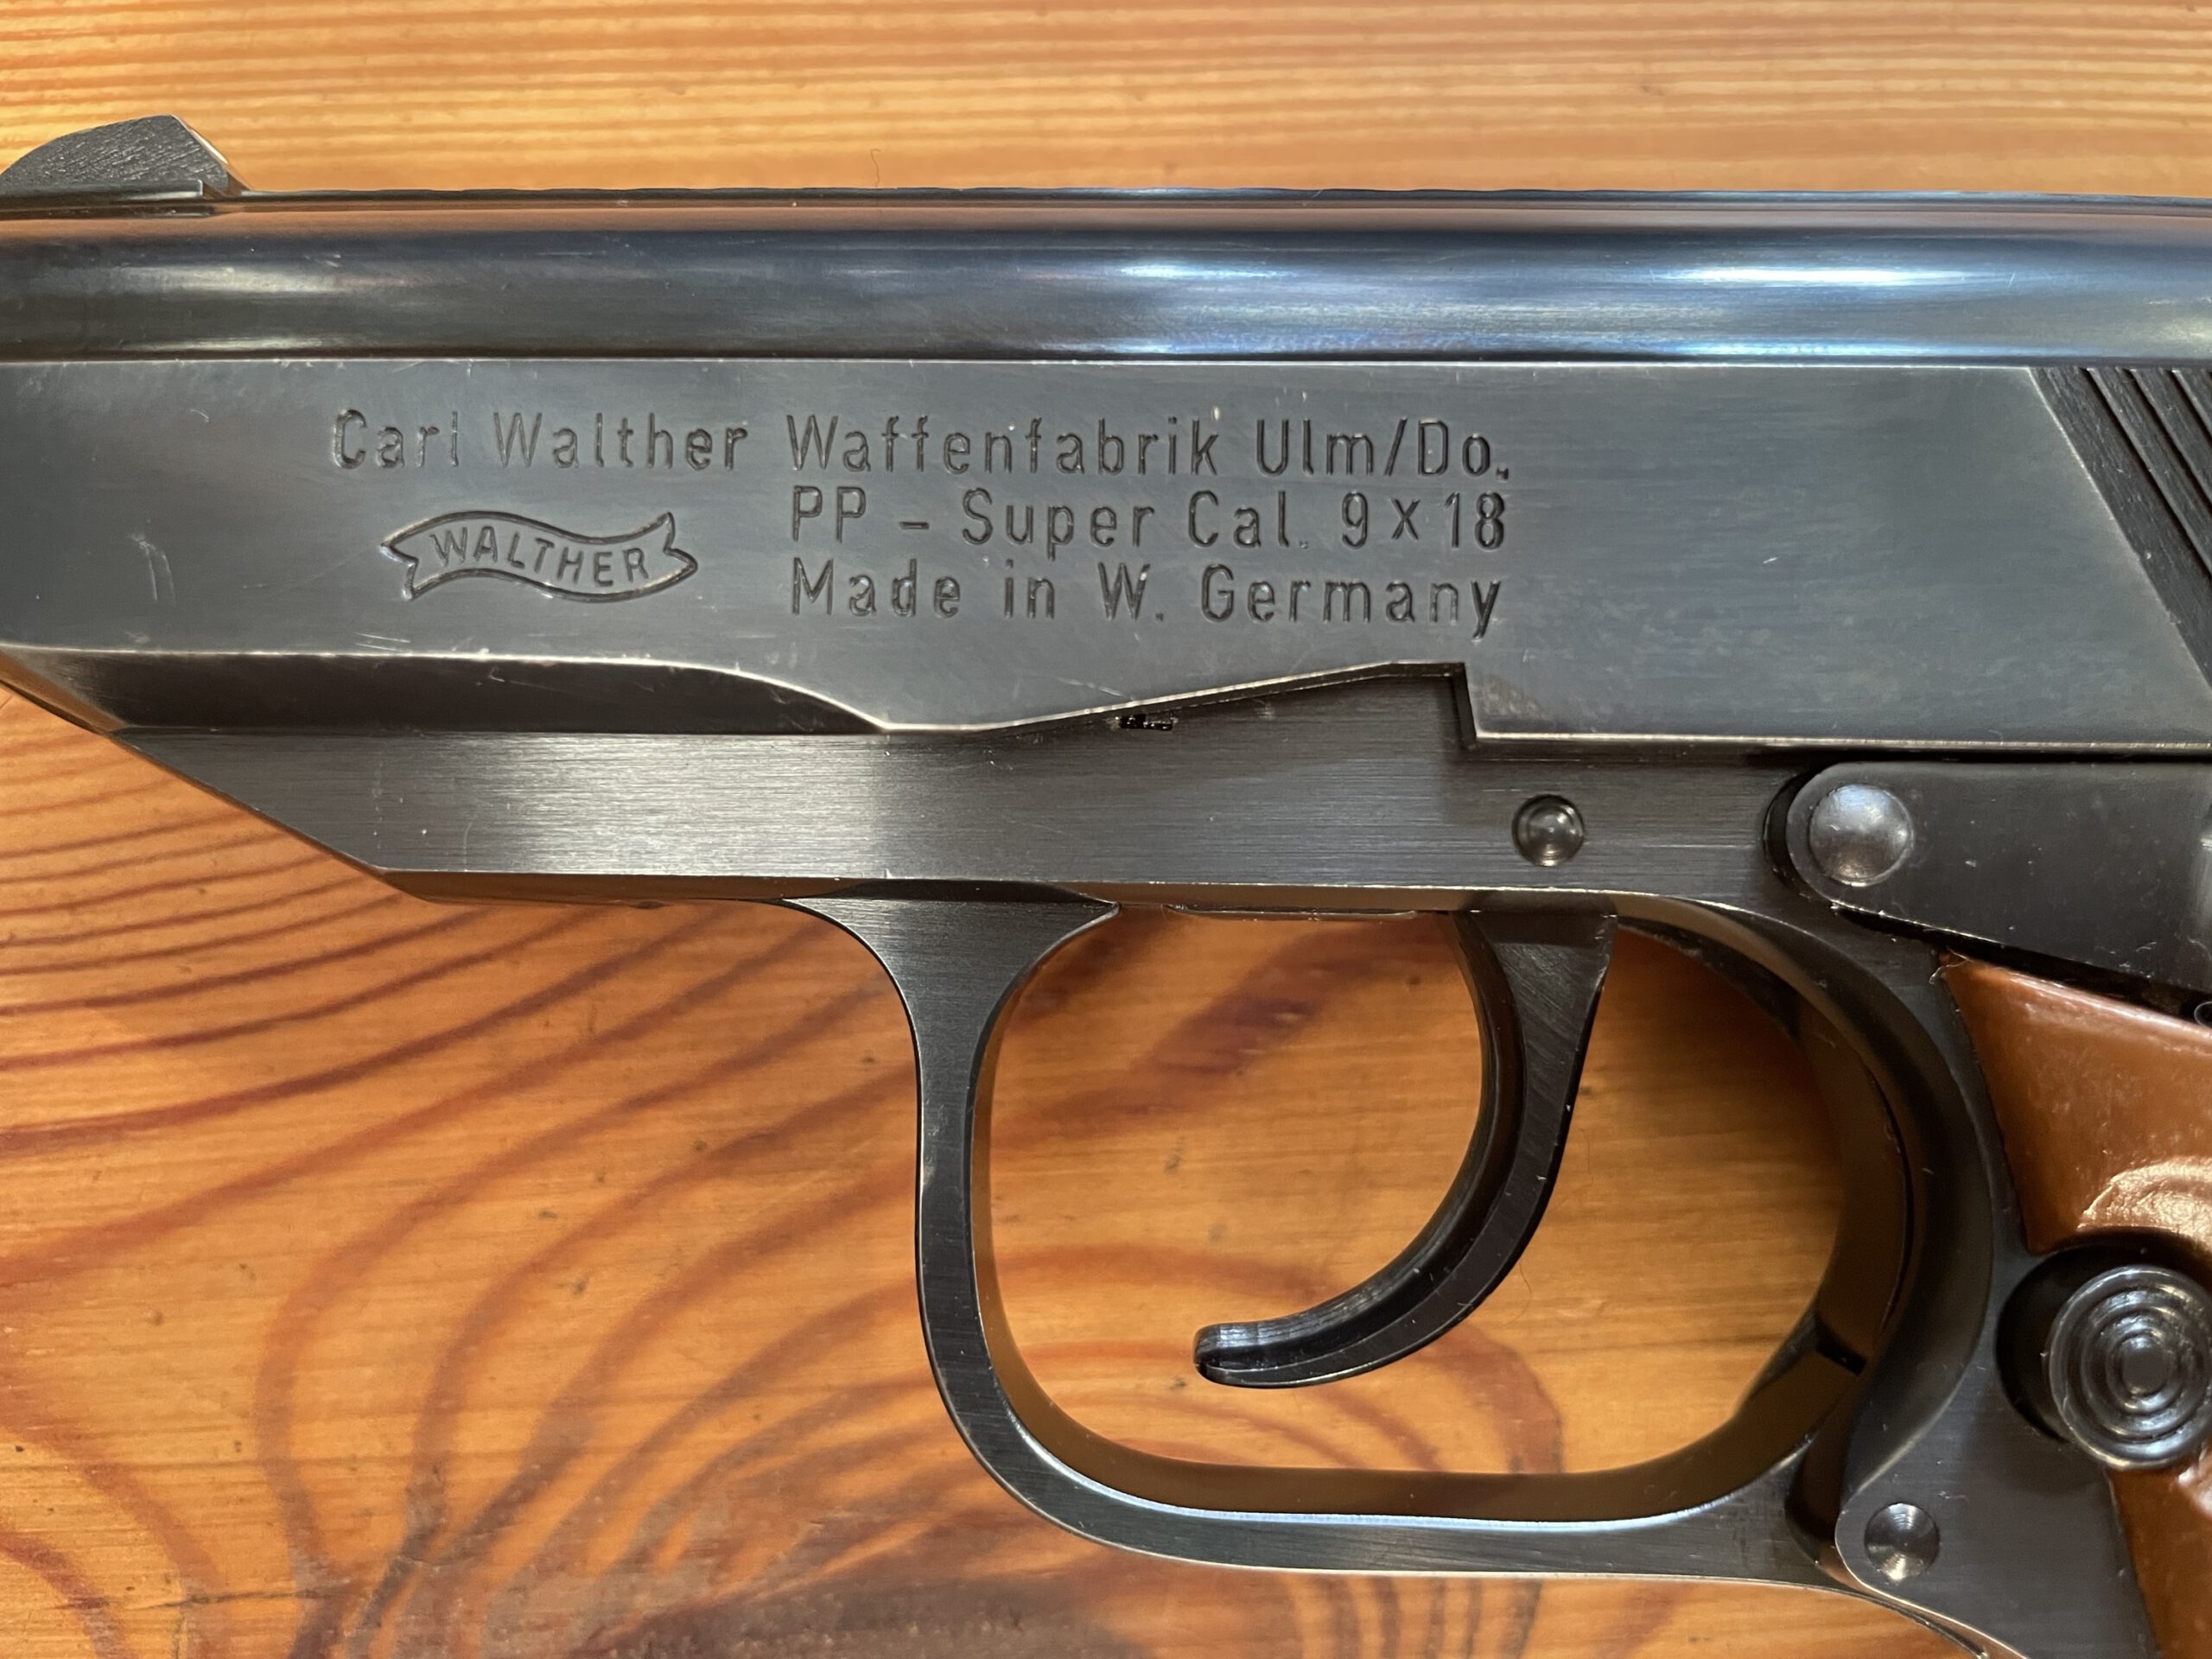 Carl Walther Waffenfabrik Ulm/Do.
PP - Super Cal. 9x18
Made in W. Germany
WALTHER